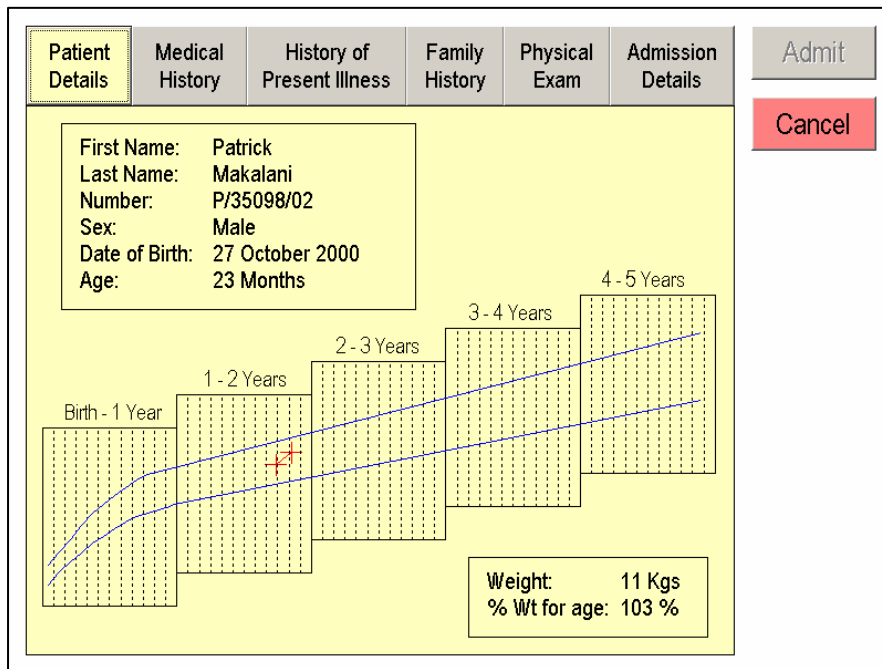 Patient Details
Medical History
History of Present Illness
Family History
Physical Exam
Admission Details
Admit
Cancel
First Name: Patrick
Last Name: Makalani
Number: P/35098/02
Sex: Male
Date of Birth: 27 October 2000
Age: 23 Months
4 - 5 Years
3 - 4 Years
2 - 3 Years
1 - 2 Years
Birth - 1 Year
Weight: 11 Kgs
% Wt for age: 103 %